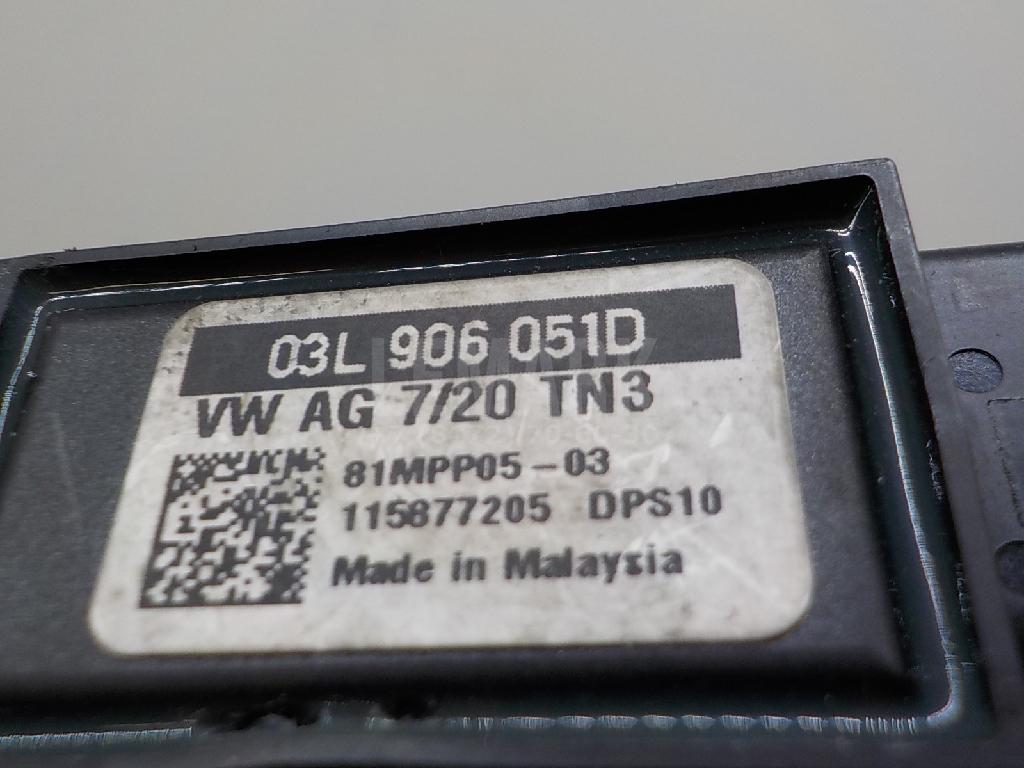 03L 906 051D
VW AG 7/20 TN3
81MPP05-03
115877205 DPS10
Made in Malaysia